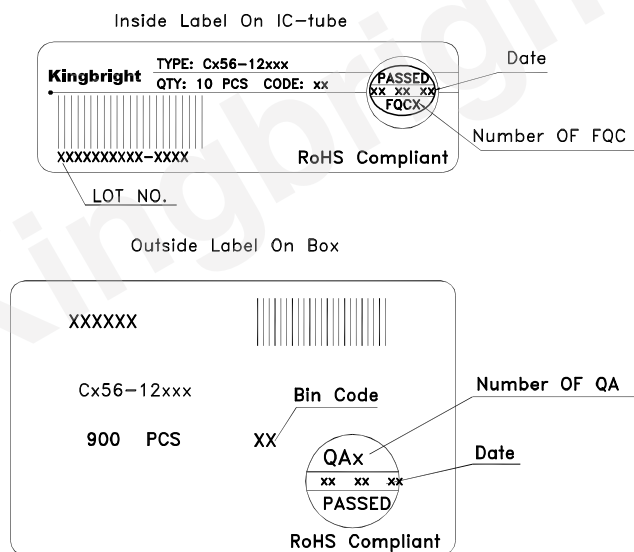 Inside Label On IC-tube
Kingbright
TYPE: Cx56-12xxx
QTY: 10 PCS CODE: xx
PASSED
xx xx xx
FQCX
Date
Number OF FQC
XXXXXXXXXX-XXXX
RoHS Compliant
LOT NO.
Outside Label On Box
XXXXXX
Cx56-12xxx
900 PCS
Bin Code
XX
Number OF QA
QAx
Date
xx xx xx
PASSED
RoHS Compliant
Kingbright